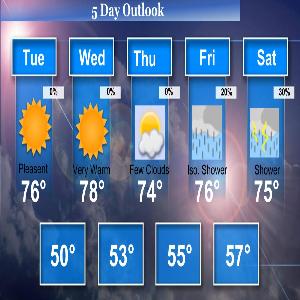 5 Day Outlook
Tue Wed Thu Fri Sat
0% 0% 0% 20% 30%
Pleasent Very Warm Few Clouds Iso. Shower Shower
76° 78° 74° 76° 75°
50° 53° 55° 57°